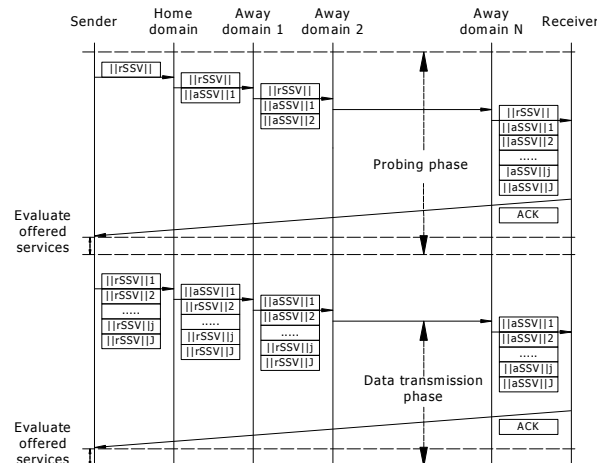 Sender
Home
domain
Away
domain 1
Away
domain 2
Away
domain N
Receiver
||rSSV||
||rSSV||
||aSSV||1
||rSSV||
||aSSV||1
||aSSV||2
||rSSV||
||aSSV||1
||aSSV||2
.....
|aSSV||j
||aSSV||J
Probing phase
ACK
Evaluate
offered
services
||rSSV||1
||rSSV||2
.....
||rSSV||j
||rSSV||J
||aSSV||1
||rSSV||2
.....
||rSSV||j
||rSSV||J
||aSSV||1
||aSSV||2
.....
||rSSV||j
||rSSV||J
||aSSV||1
||aSSV||2
.....
||aSSV||j
||aSSV||J
Data transmission
phase
ACK
Evaluate
offered
services